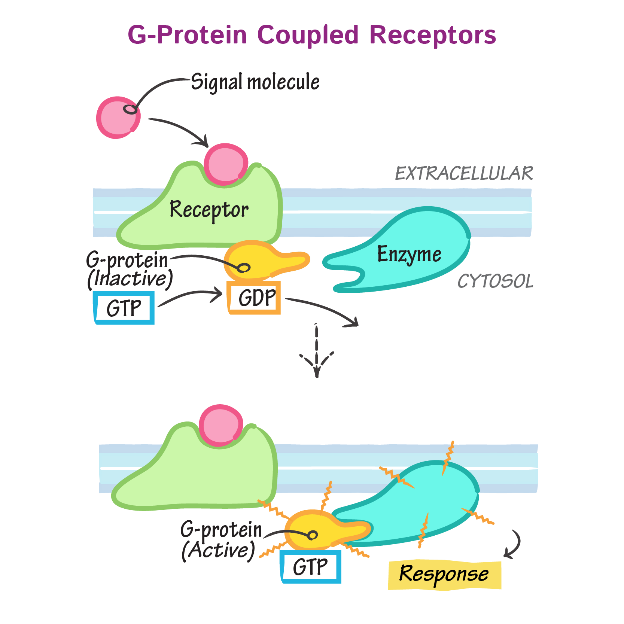 G-Protein Coupled Receptors
Signal molecule
EXTRACELLULAR
Receptor
Enzyme
G-protein
(Inactive)
CYTOSOL
GTP
GDP
G-protein
(Active)
GTP
Response